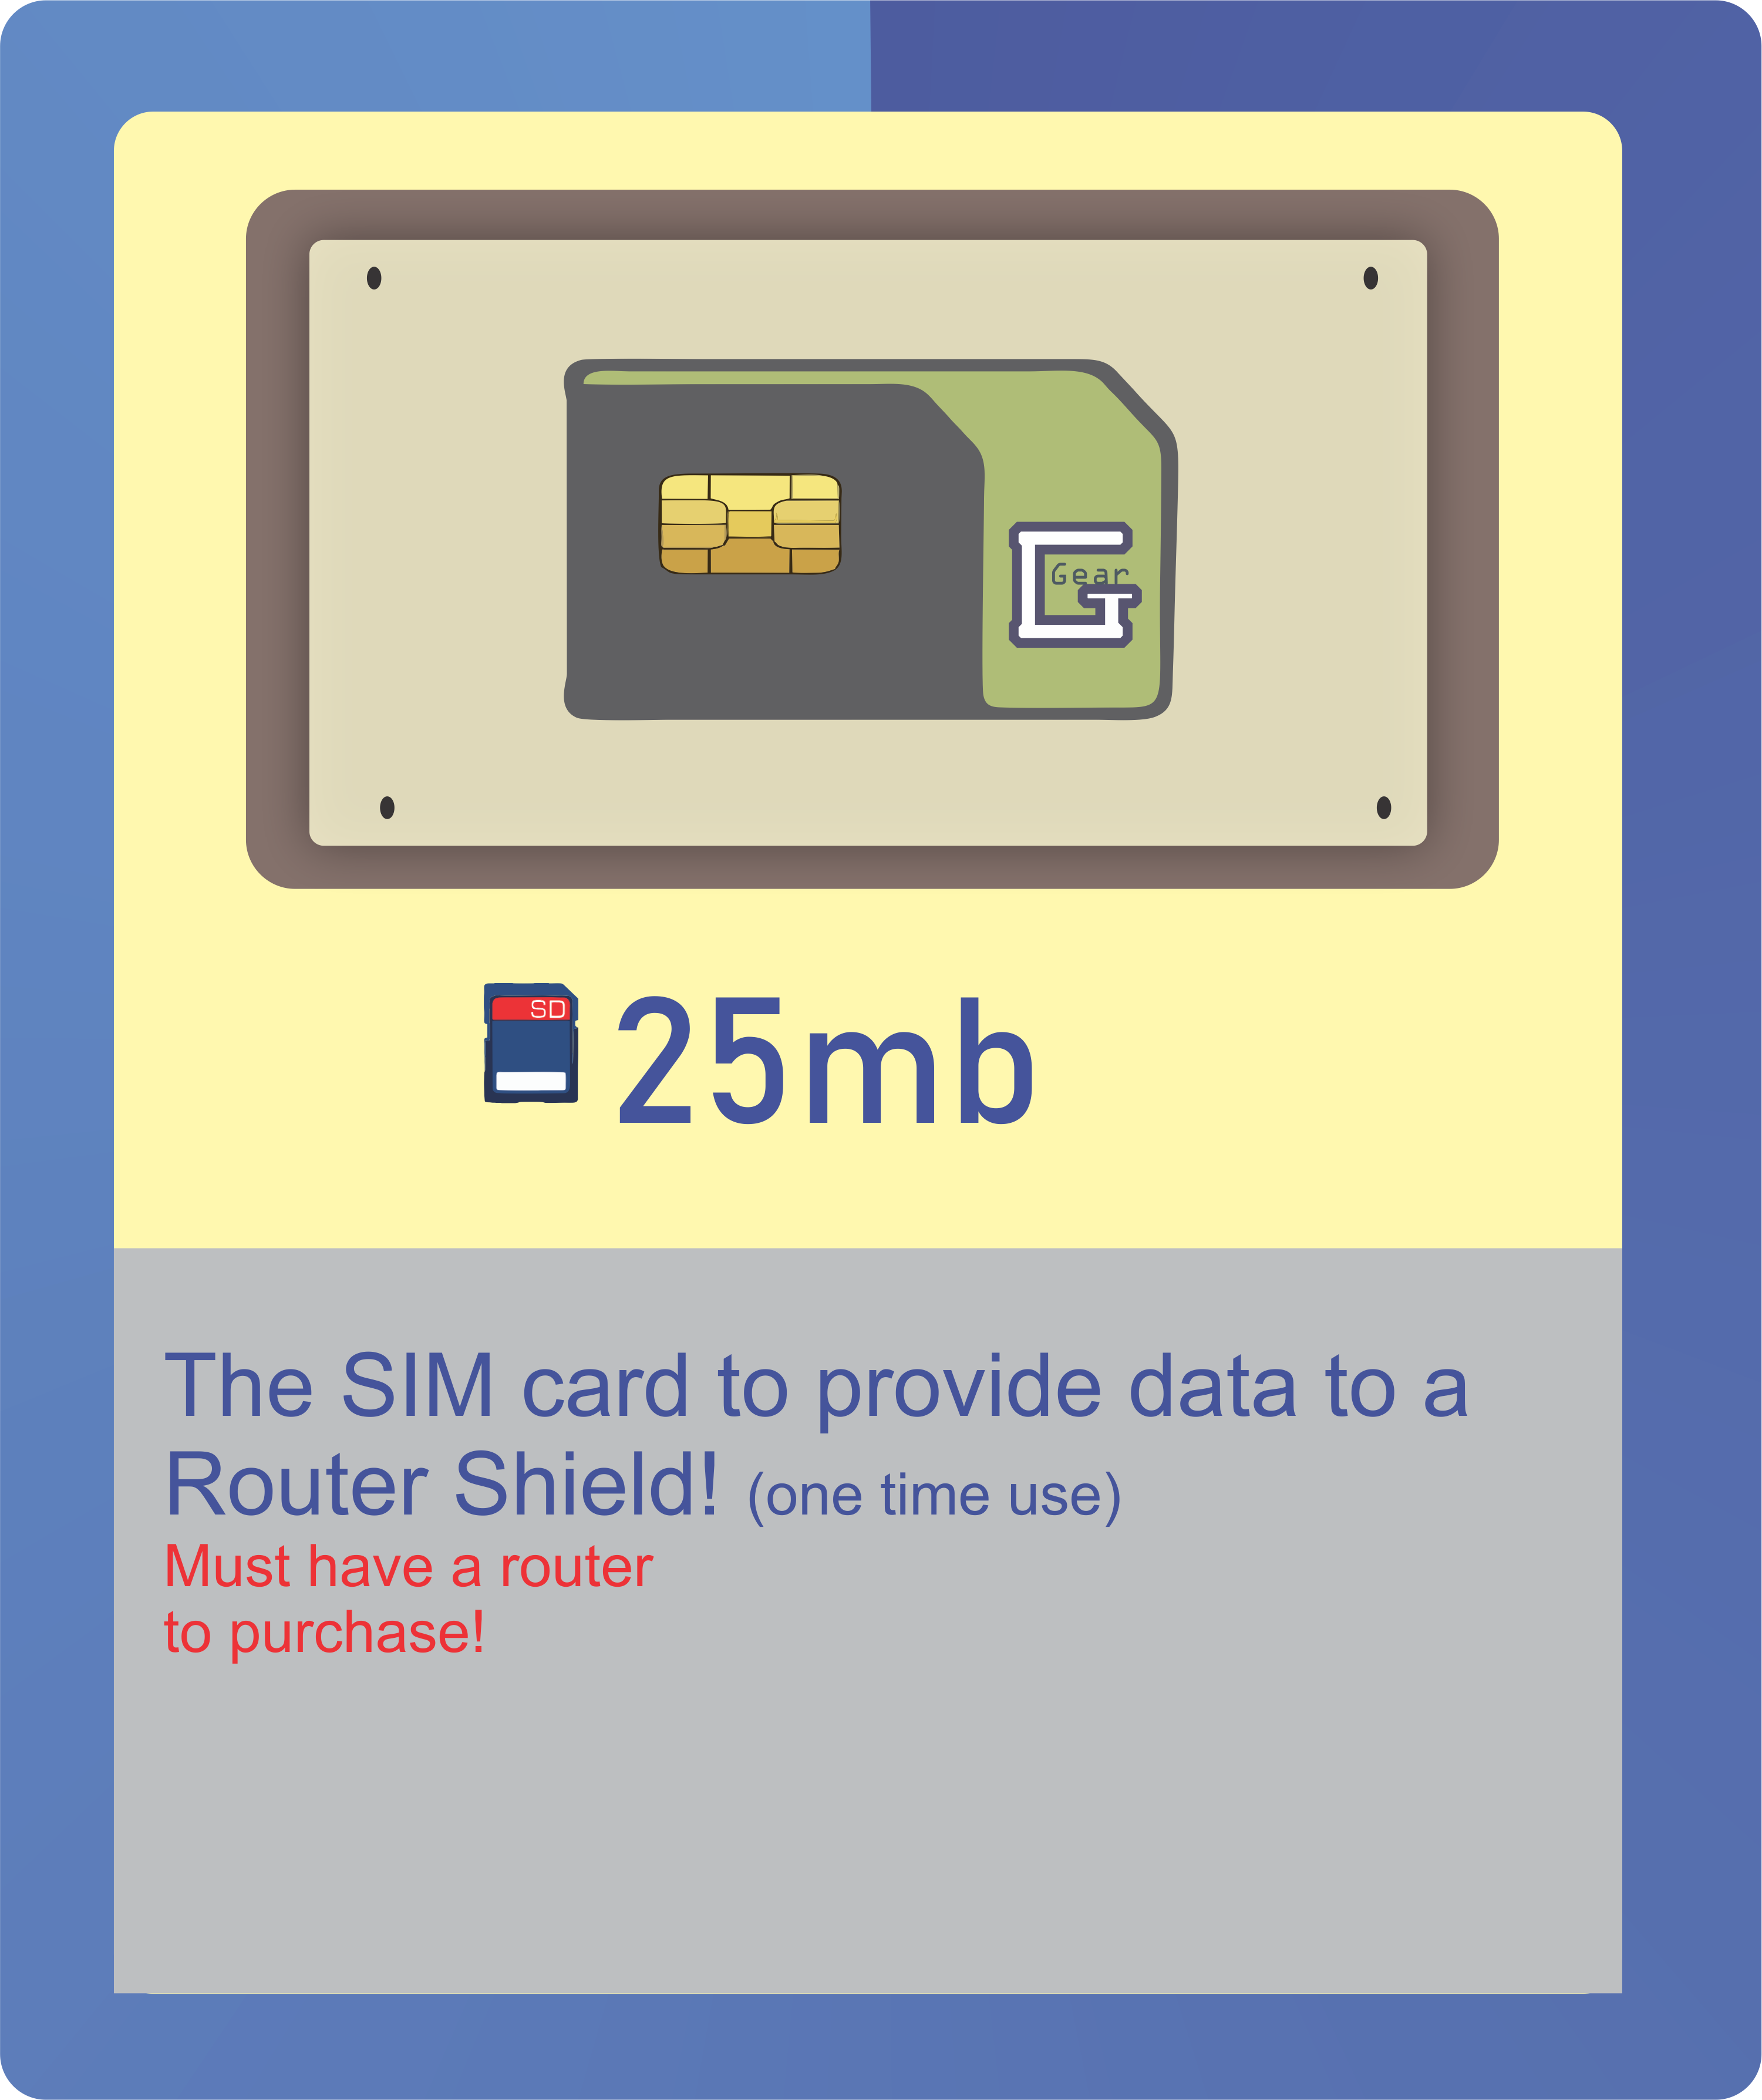 G
Gear
SD
25mb
The SIM card to provide data to a
Router Shield! (one time use)
Must have a router
to purchase!